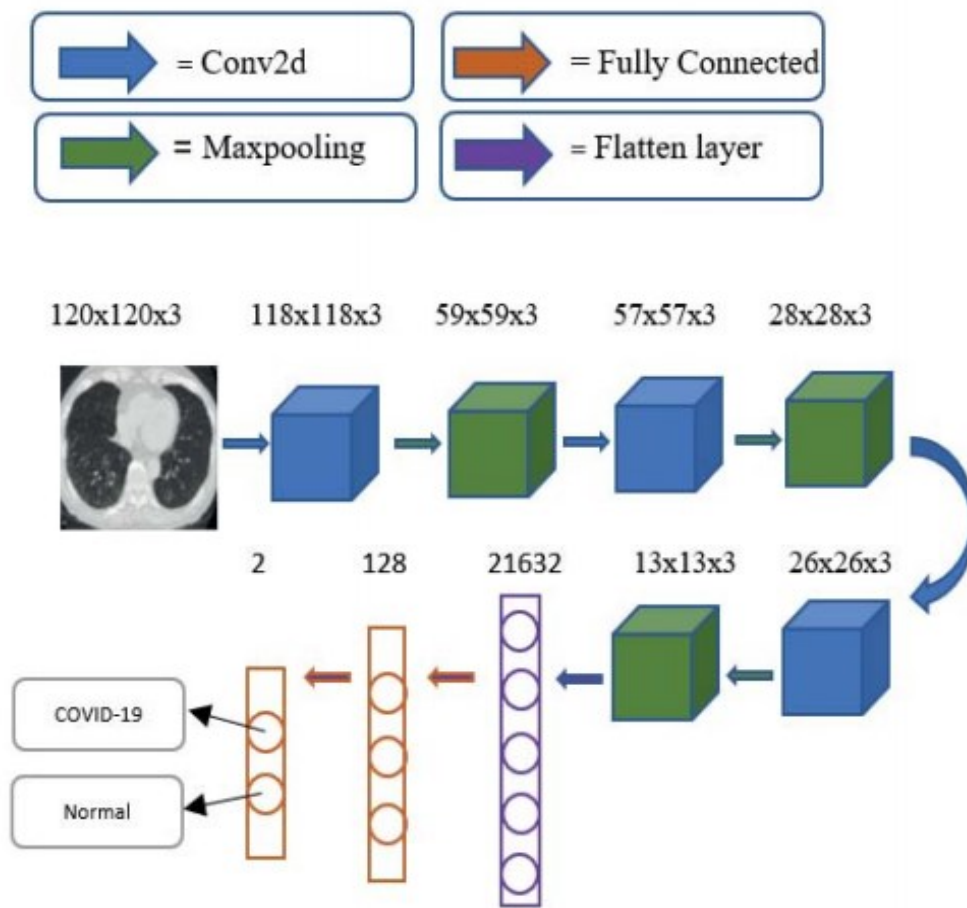 = Conv2d
= Fully Connected
= Maxpooling
= Flatten layer
120x120x3
118x118x3
59x59x3
57x57x3
28x28x3
2
128
21632
13x13x3
26x26x3
COVID-19
Normal